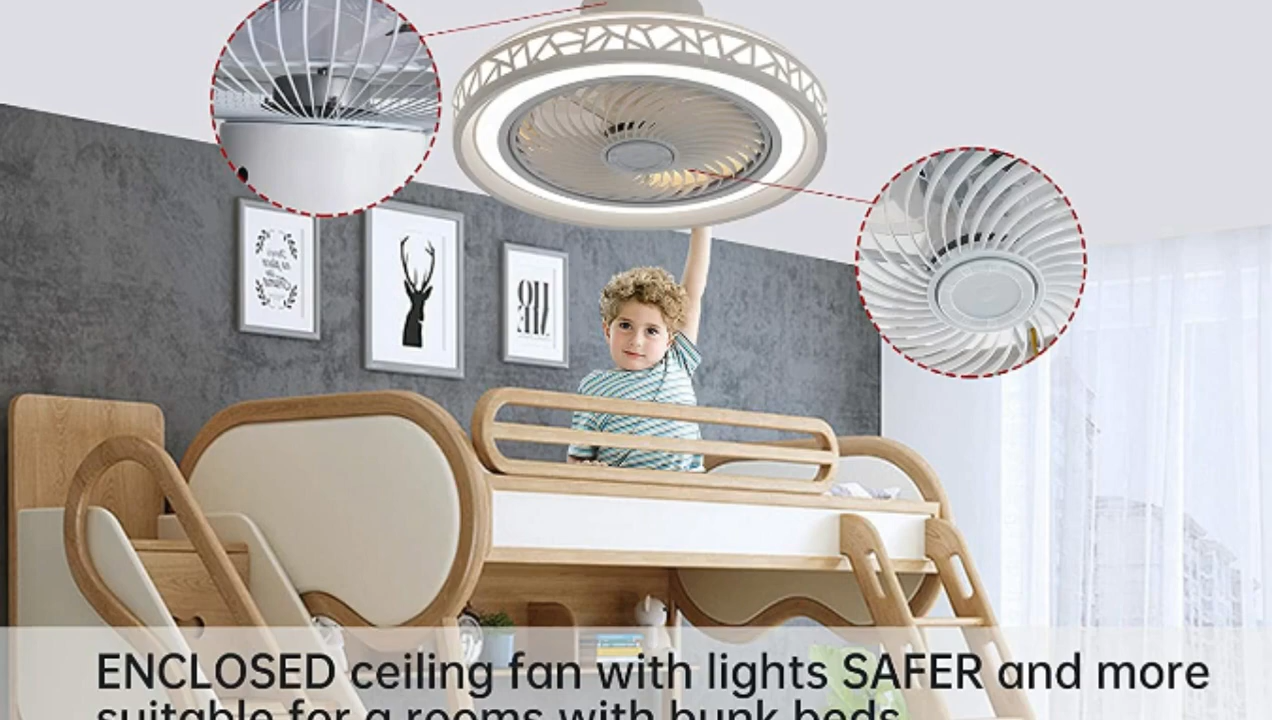 ENCLOSED ceiling fan with lights SAFER and more
suitable for a rooms with bunk beds